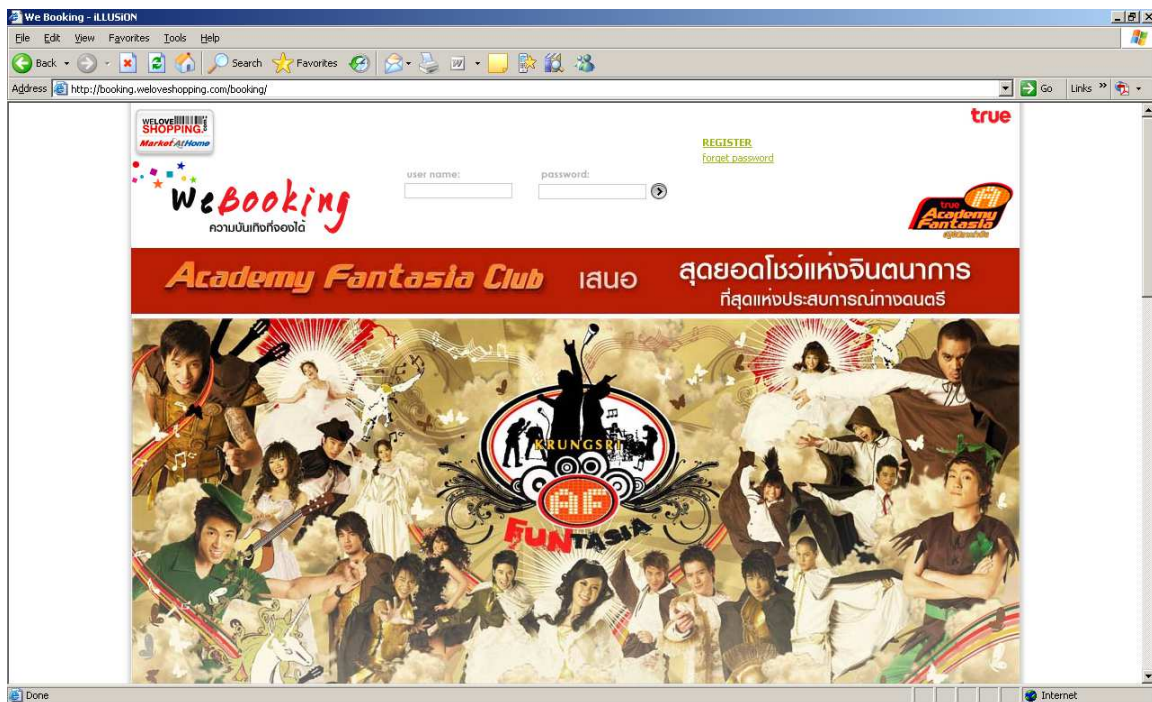 We Booking - iLLUSiON
File Edit View Favorites Tools Help
Back Search Favorites
Address http://booking.weloveshopping.com/booking/ Go Links »
WELOVE
SHOPPING.com
Market At Home
true
REGISTER
forget password
user name: password:
WeBooking
ความบันเทิงที่จองได้
true
Academy
Fantasia
Academy Fantasia Club เสนอ สุดยอดโชว์แห่งจินตนาการ
ที่สุดแห่งประสบการณ์ทางดนตรี
KRUNGSRI
AF
FUNTASIA
Done Internet